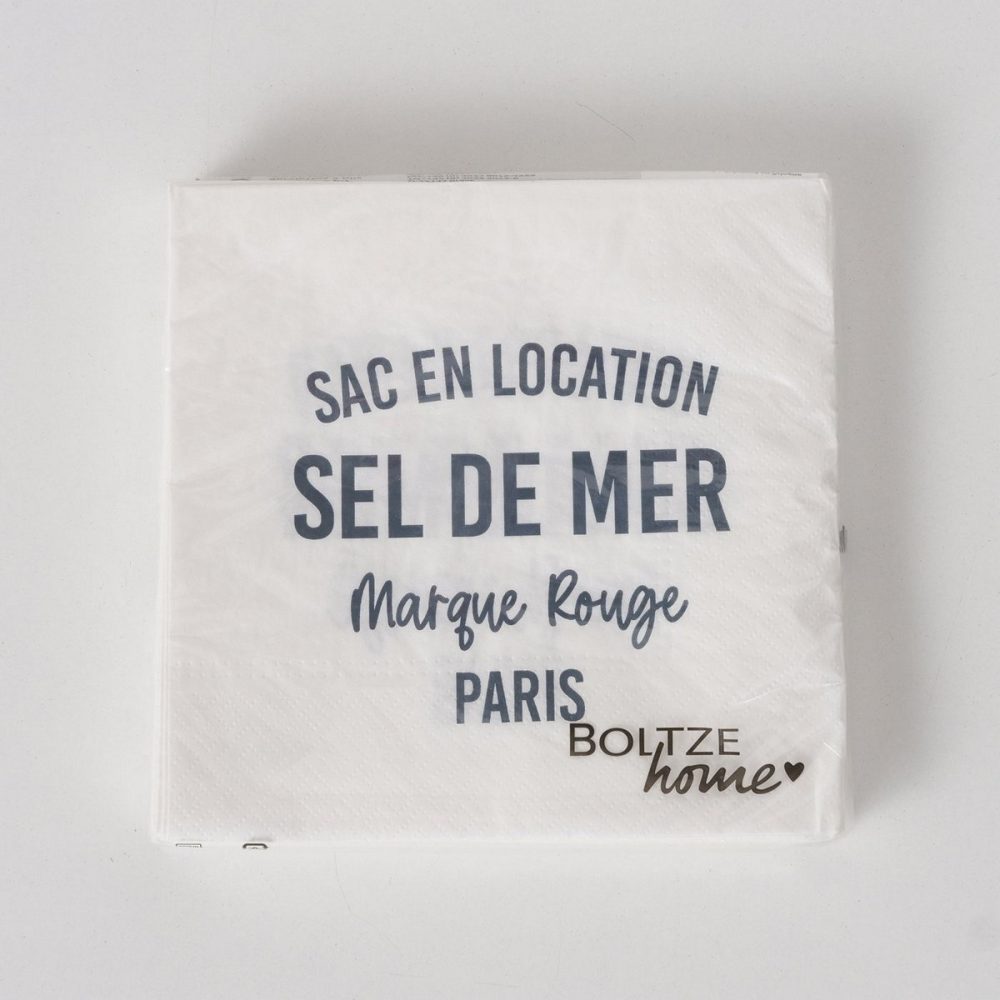 SAC EN LOCATION
SEL DE MER
Marque Rouge
PARIS
BOLTZE
home